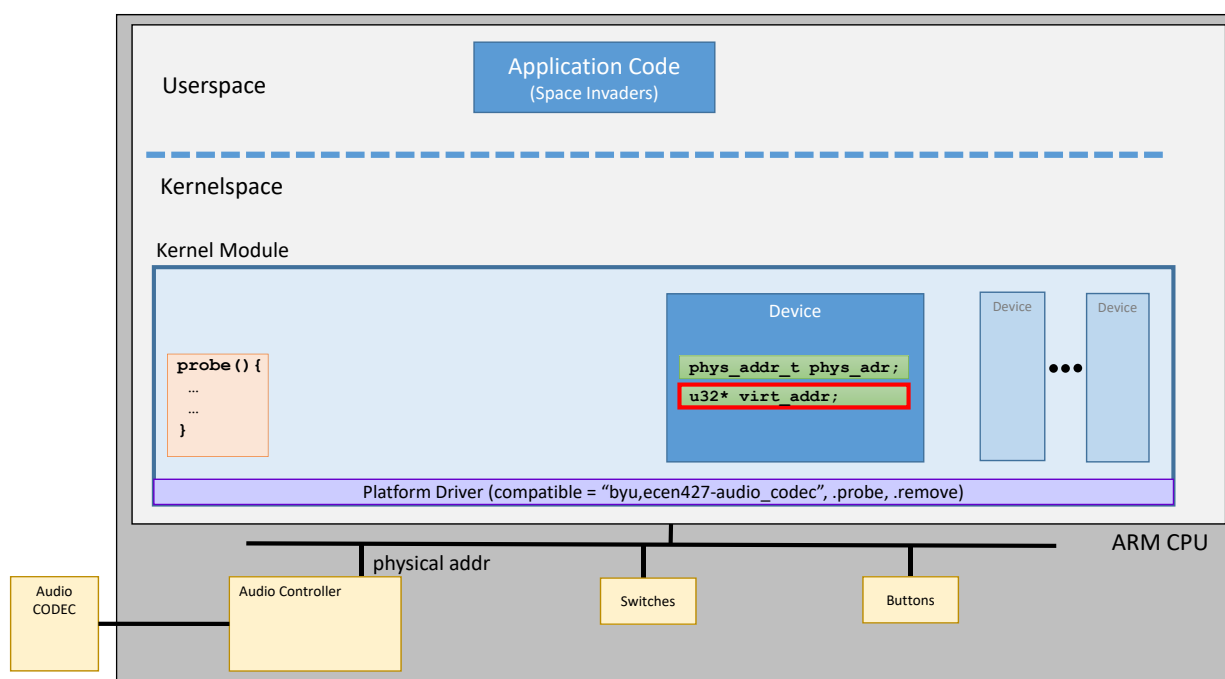 Application Code
(Space Invaders)
Userspace
Kernelspace
Kernel Module
Device
Device
Device
probe(){
…
…
}
phys_addr_t phys_adr;
u32* virt_addr;
•••
Platform Driver (compatible = “byu,ecen427-audio_codec”, .probe, .remove)
ARM CPU
physical addr
Audio
CODEC
Audio Controller
Switches
Buttons